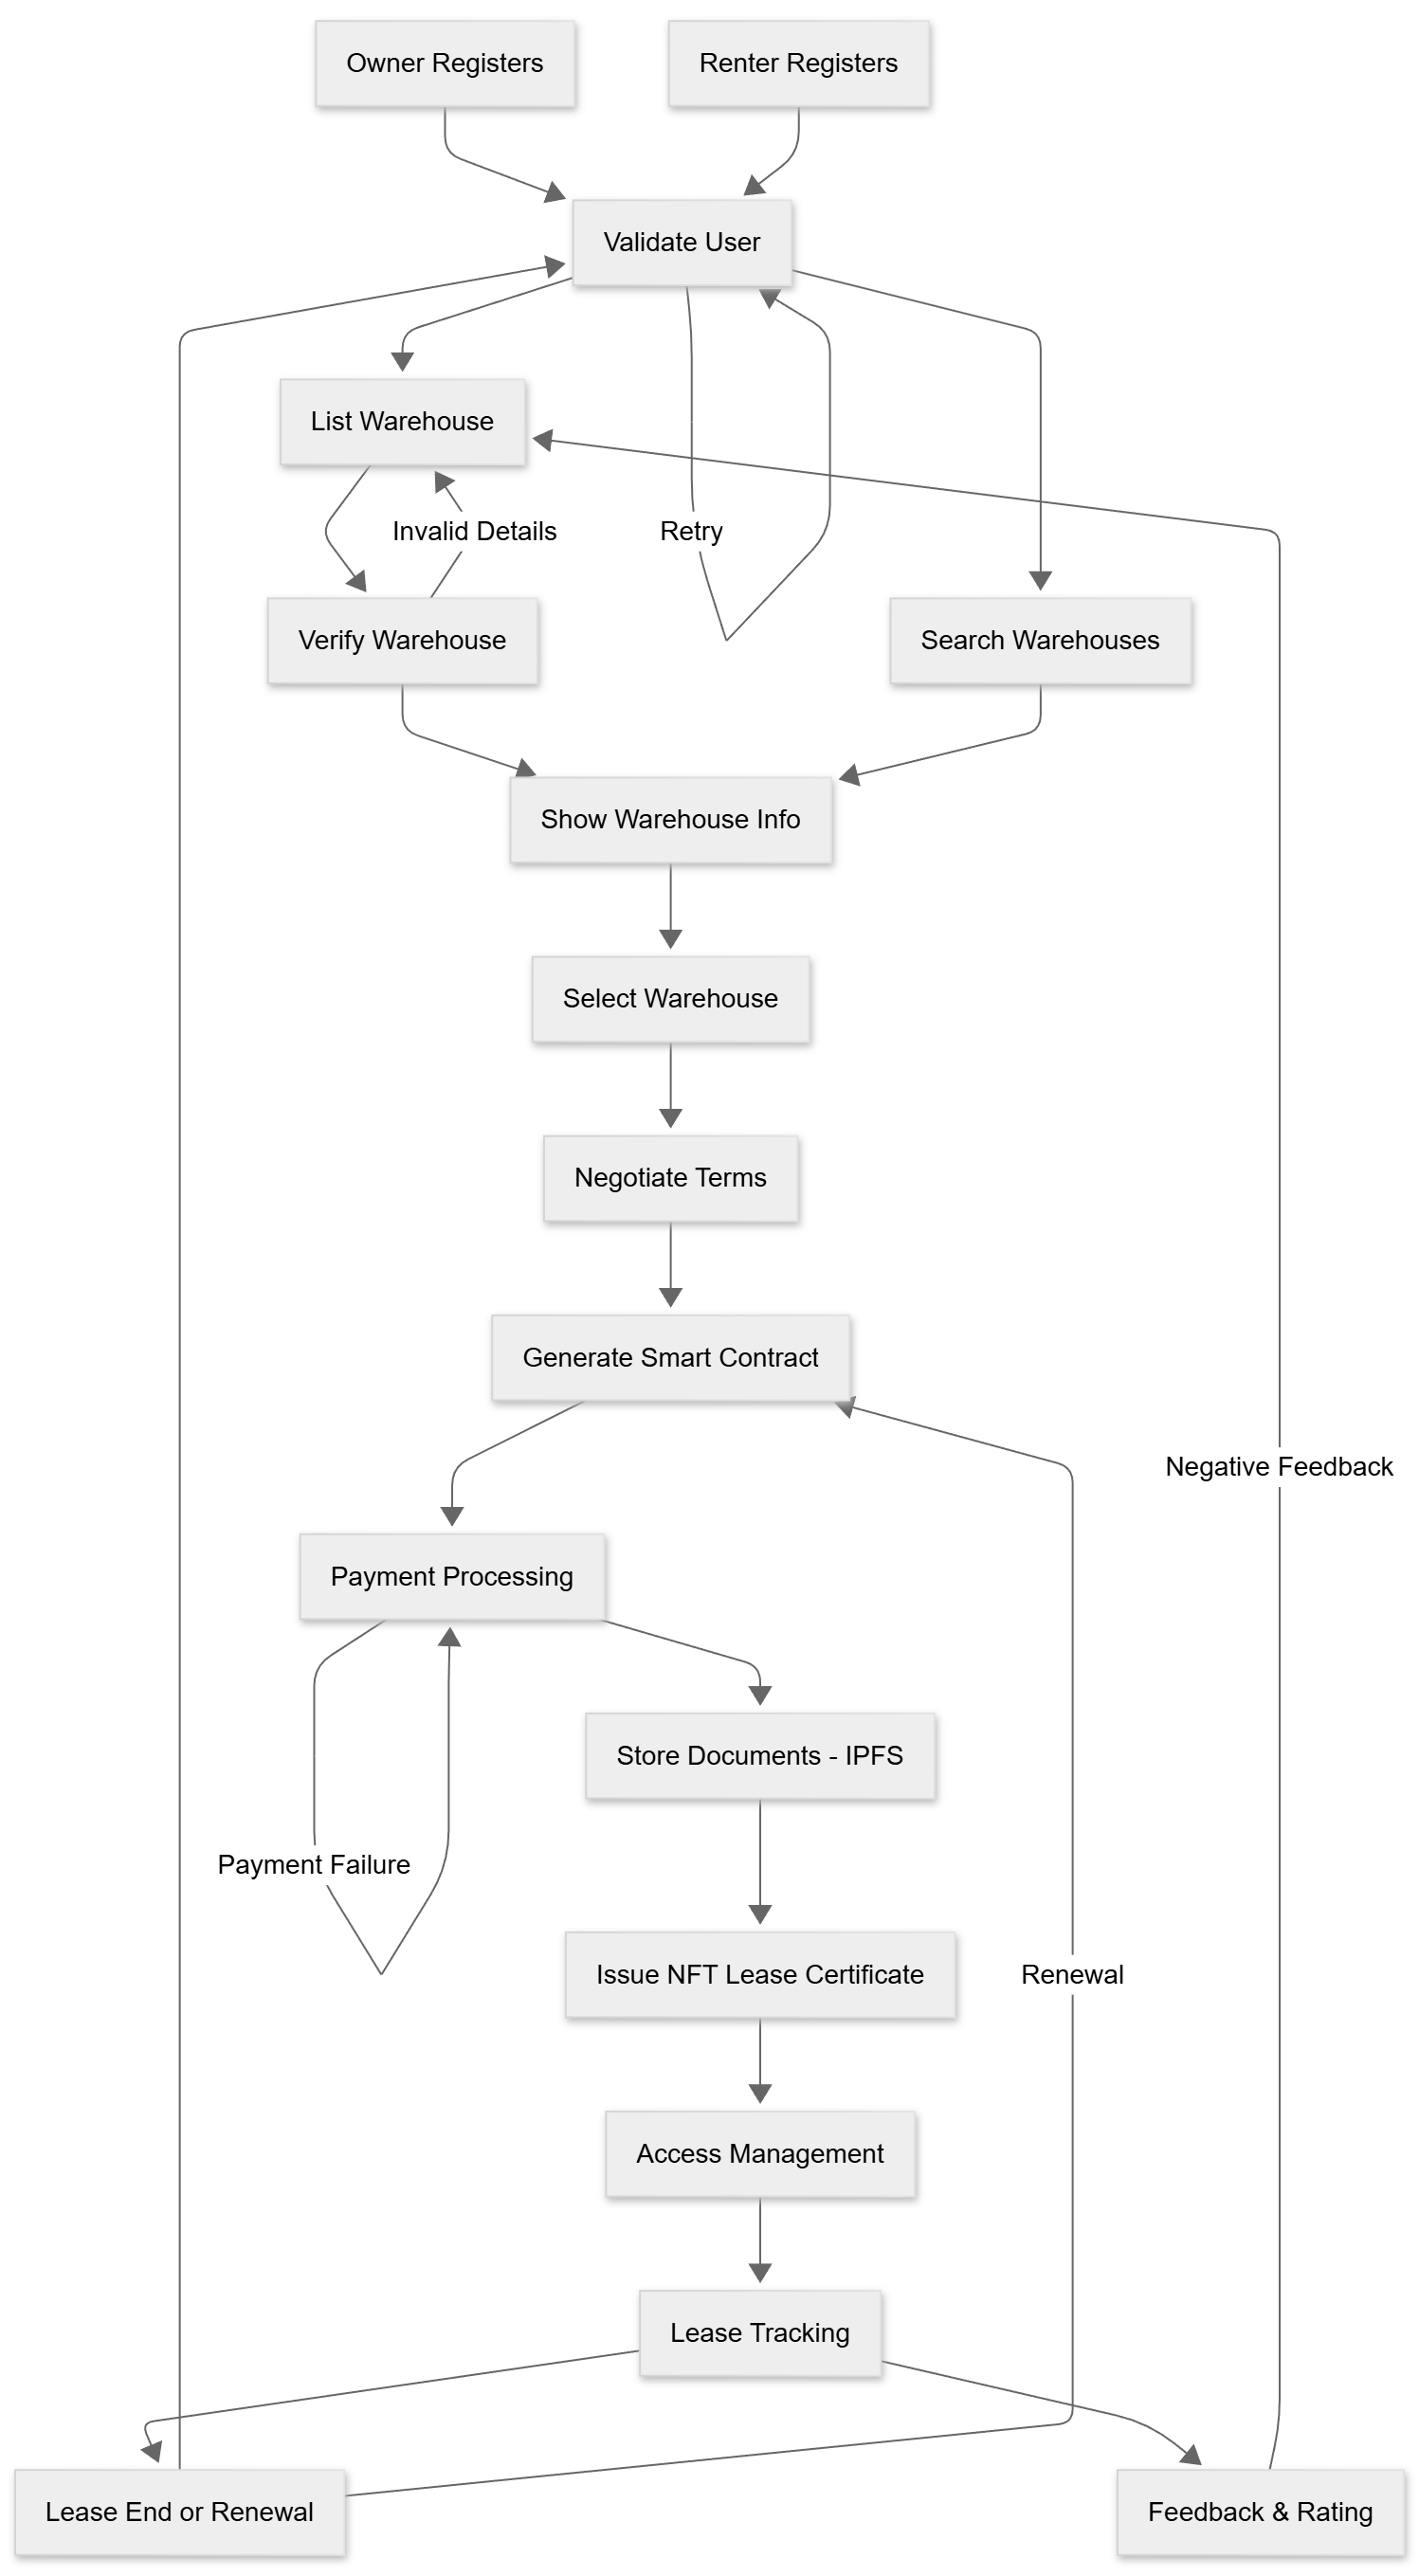 Owner Registers
Renter Registers
Validate User
List Warehouse
Invalid Details
Retry
Verify Warehouse
Search Warehouses
Show Warehouse Info
Select Warehouse
Negotiate Terms
Generate Smart Contract
Negative Feedback
Payment Processing
Store Documents - IPFS
Payment Failure
Issue NFT Lease Certificate
Renewal
Access Management
Lease Tracking
Lease End or Renewal
Feedback & Rating